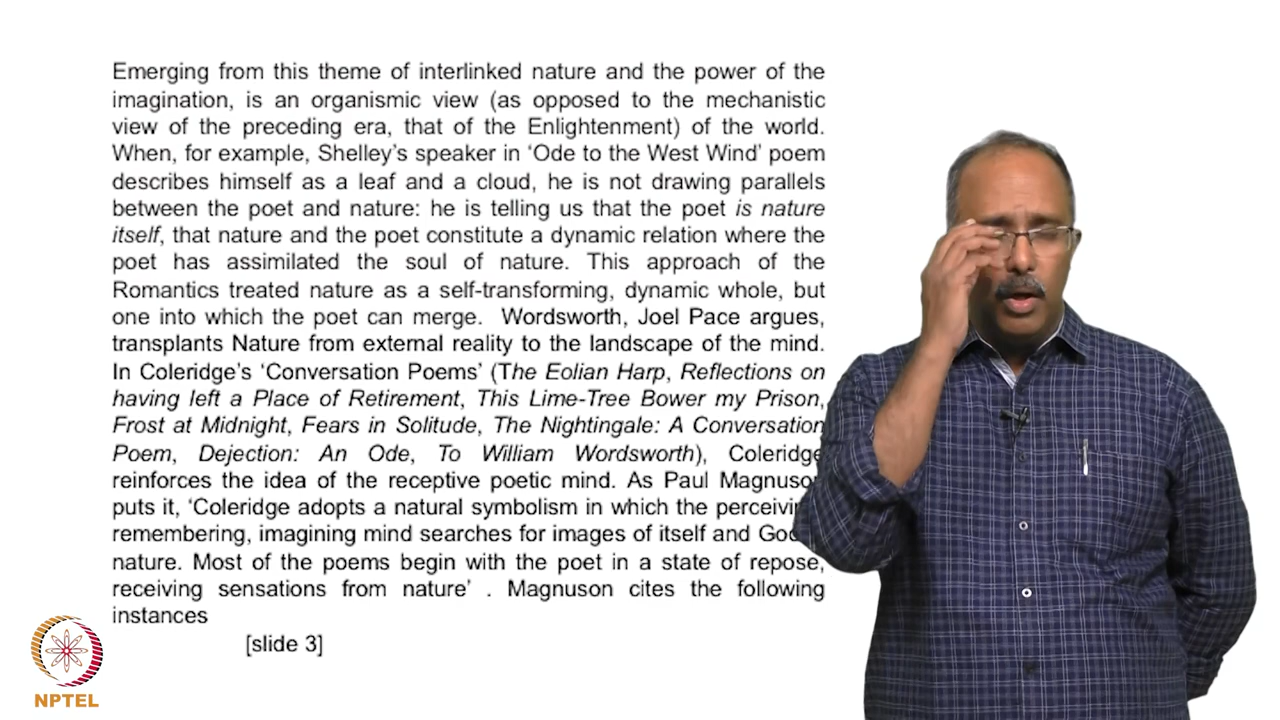 Emerging from this theme of interlinked nature and the power of the
imagination, is an organismic view (as opposed to the mechanistic
view of the preceding era, that of the Enlightenment) of the world.
When, for example, Shelley's speaker in 'Ode to the West Wind' poem
describes himself as a leaf and a cloud, he is not drawing parallels
between the poet and nature: he is telling us that the poet is nature
itself, that nature and the poet constitute a dynamic relation where the
poet has assimilated the soul of nature. This approach of the
Romantics treated nature as a self-transforming, dynamic whole, but
one into which the poet can merge. Wordsworth, Joel Pace argues,
transplants Nature from external reality to the landscape of the mind.
In Coleridge's 'Conversation Poems' (The Eolian Harp, Reflections on
having left a Place of Retirement, This Lime-Tree Bower my Prison,
Frost at Midnight, Fears in Solitude, The Nightingale: A Conversation
Poem, Dejection: An Ode, To William Wordsworth), Coleridge
reinforces the idea of the receptive poetic mind. As Paul Magnuson
puts it, 'Coleridge adopts a natural symbolism in which the
remembering, imagining mind searches for images of itself and
nature. Most of the poems begin with the poet in a state of repose,
receiving sensations from nature' . Magnuson cites the following
instances
[slide 3]
NPTEL